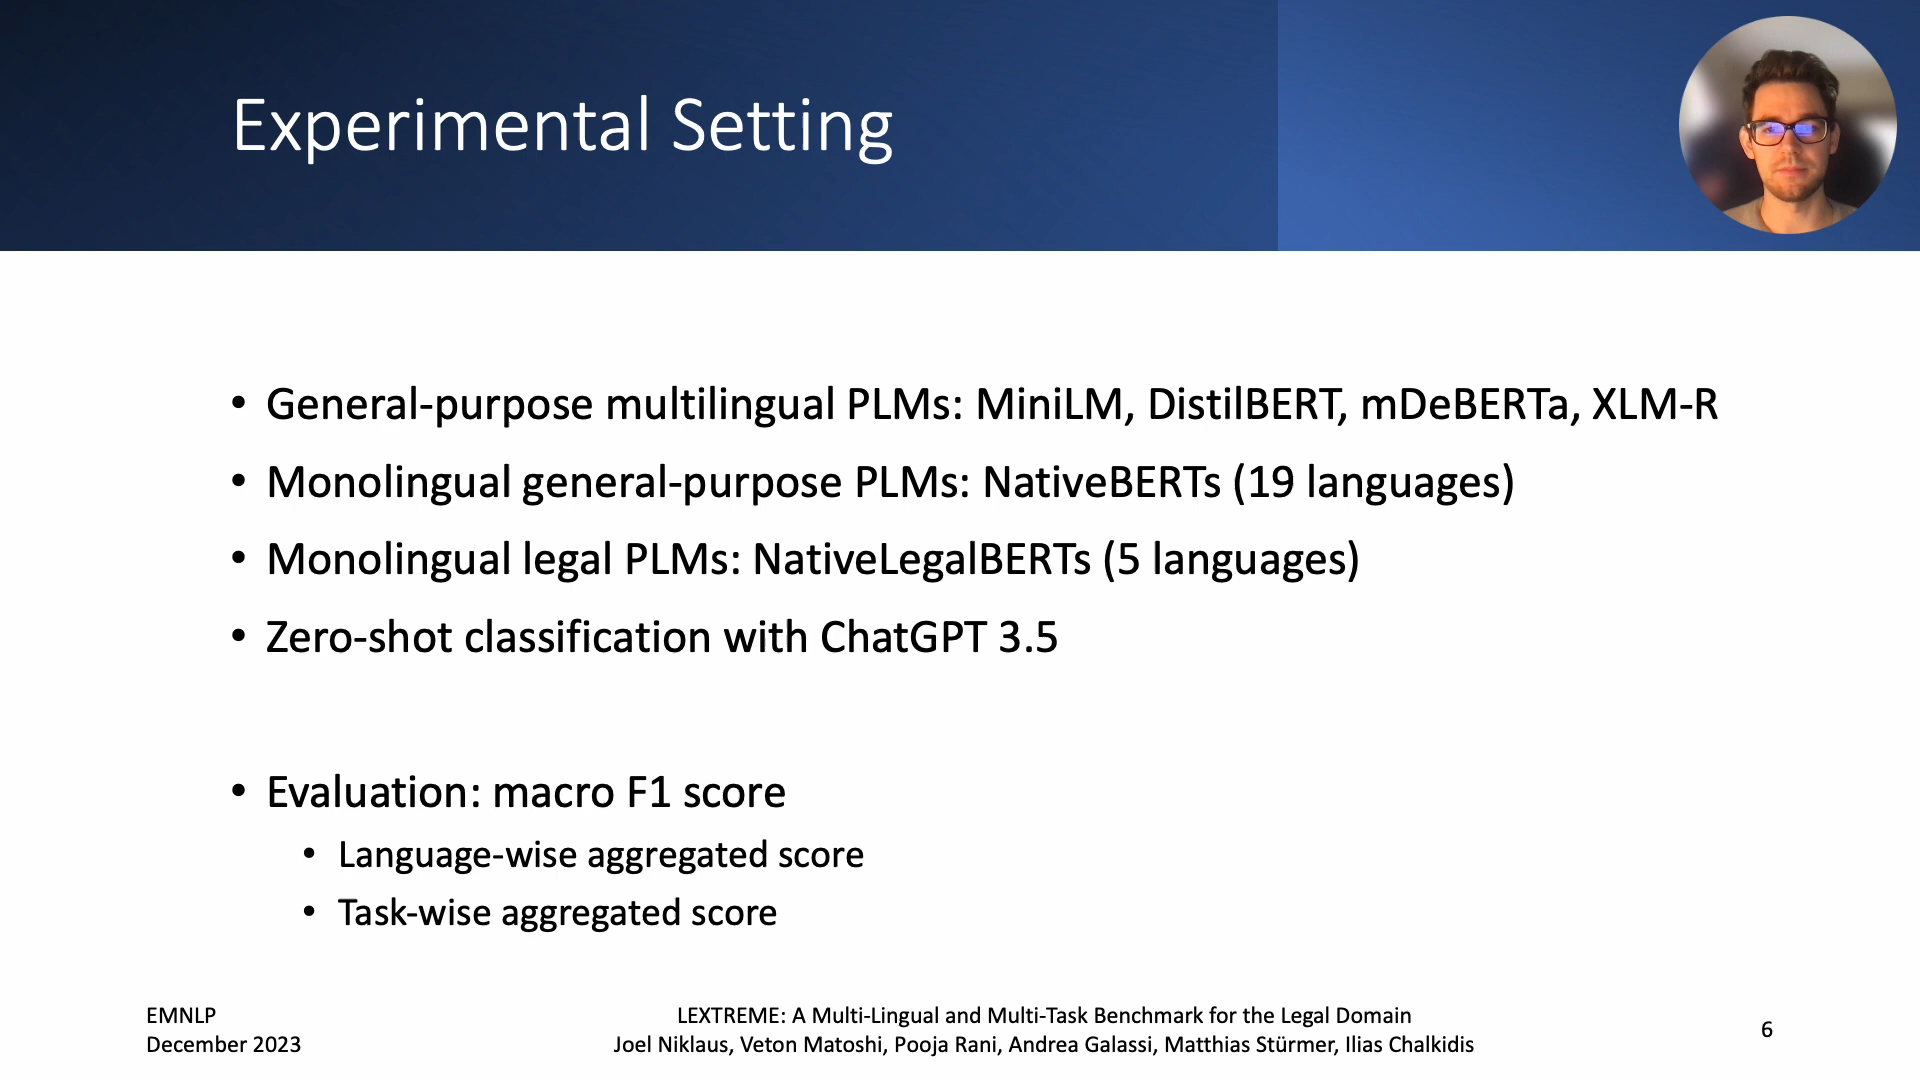 Experimental Setting
• General-purpose multilingual PLMs: MiniLM, DistilBERT, mDeBERTa, XLM-R
• Monolingual general-purpose PLMs: NativeBERTs (19 languages)
• Monolingual legal PLMs: NativeLegalBERTs (5 languages)
• Zero-shot classification with ChatGPT 3.5
• Evaluation: macro F1 score
• Language-wise aggregated score
• Task-wise aggregated score
EMNLP
December 2023
LEXTREME: A Multi-Lingual and Multi-Task Benchmark for the Legal Domain
Joel Niklaus, Veton Matoshi, Pooja Rani, Andrea Galassi, Matthias Stürmer, Ilias Chalkidis
6